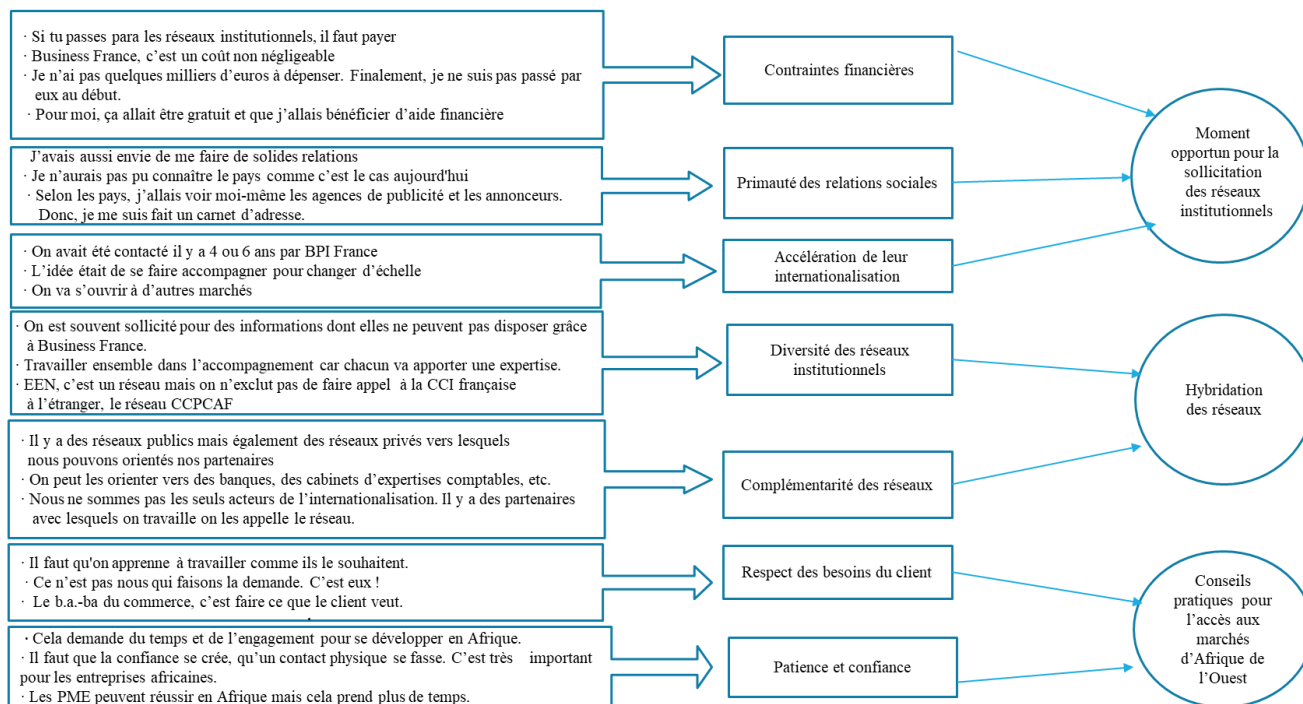 · Si tu passes para les réseaux institutionnels, il faut payer
· Business France, c’est un coût non négligeable
· Je n’ai pas quelques milliers d’euros à dépenser. Finalement, je ne suis pas passé par
eux au début.
· Pour moi, ça allait être gratuit et que j’allais bénéficier d’aide financière
Contraintes financières
J’avais aussi envie de me faire de solides relations
· Je n’aurais pas pu connaître le pays comme c’est le cas aujourd'hui
· Selon les pays, j’allais voir moi-même les agences de publicité et les annonceurs.
Donc, je me suis fait un carnet d’adresse.
Primauté des relations sociales
· On avait été contacté il y a 4 ou 6 ans par BPI France
· L’idée était de se faire accompagner pour changer d’échelle
· On va s’ouvrir à d’autres marchés
Accélération de leur
internationalisation
Moment
opportun pour la
sollicitation
des réseaux
institutionnels
· On est souvent sollicité pour des informations dont elles ne peuvent pas disposer grâce
à Business France.
· Travailler ensemble dans l’accompagnement car chacun va apporter une expertise.
· EEN, c’est un réseau mais on n’exclut pas de faire appel à la CCI française
à l’étranger, le réseau CCPCAF
Diversité des réseaux
institutionnels
· Il y a des réseaux publics mais également des réseaux privés vers lesquels
nous pouvons orientés nos partenaires
· On peut les orienter vers des banques, des cabinets d’expertises comptables, etc.
· Nous ne sommes pas les seuls acteurs de l’internationalisation. Il y a des partenaires
avec lesquels on travaille on les appelle le réseau.
Complémentarité des réseaux
Hybridation
des réseaux
· Il faut qu'on apprenne à travailler comme ils le souhaitent.
· Ce n’est pas nous qui faisons la demande. C’est eux !
· Le b.a.-ba du commerce, c’est faire ce que le client veut.
Respect des besoins du client
· Cela demande du temps et de l’engagement pour se développer en Afrique.
· Il faut que la confiance se crée, qu’un contact physique se fasse. C’est très important
pour les entreprises africaines.
· Les PME peuvent réussir en Afrique mais cela prend plus de temps.
Patience et confiance
Conseils
pratiques pour
l’accès aux
marchés
d’Afrique de
l’Ouest